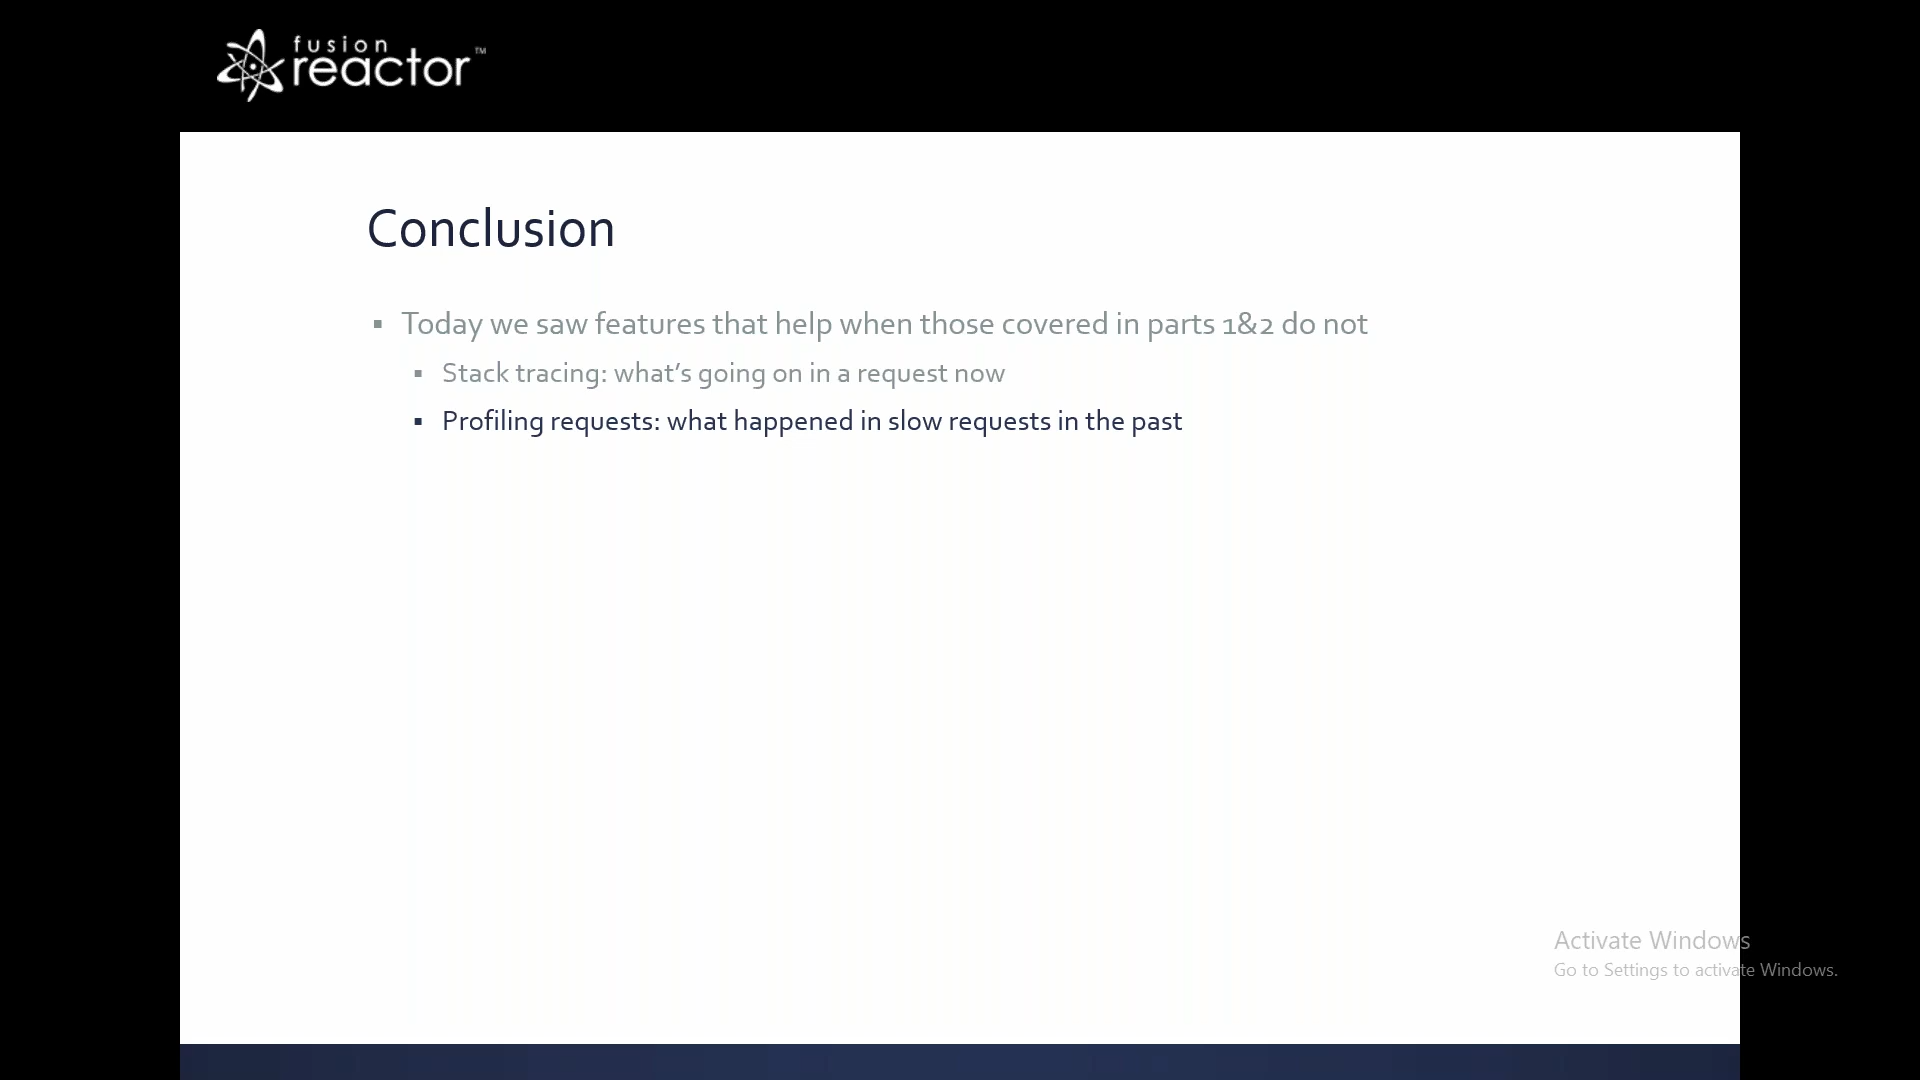 fusion
reactor™
Conclusion
▪ Today we saw features that help when those covered in parts 1&2 do not
▪ Stack tracing: what’s going on in a request now
▪ Profiling requests: what happened in slow requests in the past
Activate Windows
Go to Settings to activate Windows.